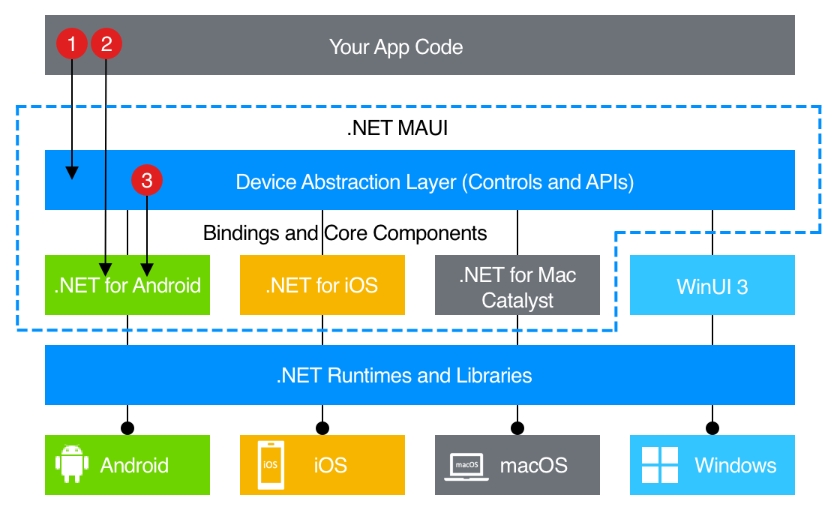 1 2 Your App Code
.NET MAUI
3 Device Abstraction Layer (Controls and APIs)
Bindings and Core Components
.NET for Android
.NET for iOS
.NET for Mac
Catalyst
WinUI 3
.NET Runtimes and Libraries
Android
iOS iOS
macOS macOS
Windows